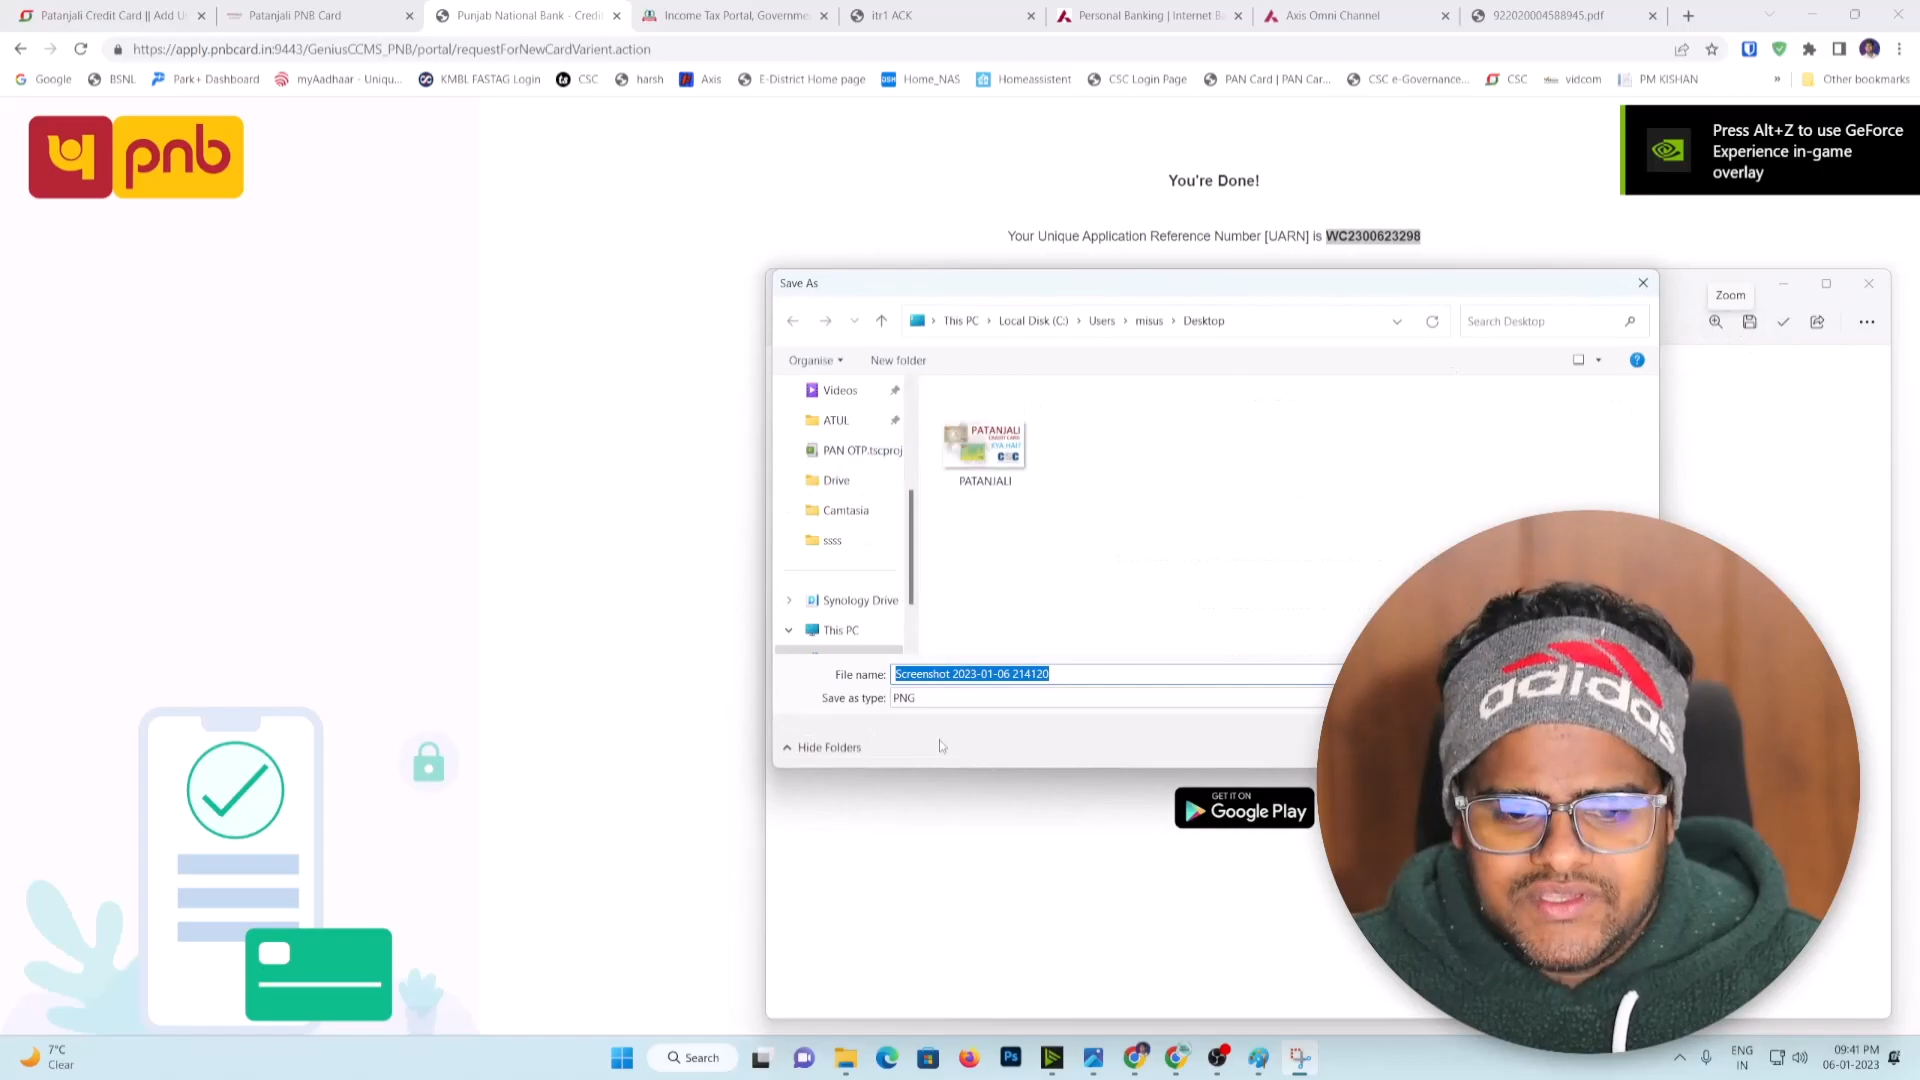 Patanjali Credit Card || Add U
Patanjali PNB Card
Punjab National Bank - Credi
Income Tax Portal, Governme
itr1 ACK
Personal Banking | Internet B
Axis Omni Channel
922020004588945.pdf
https://apply.pnbcard.in:9443/GeniusCCMS_PNB/portal/requestForNewCardVarient.action
Google
BSNL
Park+ Dashboard
myAadhaar - Uniqu...
KMBL FASTAG Login
CSC
harsh
Axis
E-District Home page
Home_NAS
Homeassistent
CSC Login Page
PAN Card | PAN Car...
CSC e-Governance...
CSC
vidcom
PM KISHAN
»
Other bookmarks
pnb
Press Alt+Z to use GeForce
Experience in-game
overlay
You're Done!
Your Unique Application Reference Number [UARN] is WC2300623298
Save As
Zoom
This PC > Local Disk (C:) > Users > misus > Desktop
Search Desktop
Organise
New folder
Videos
ATUL
PAN OTP.tscproj
Drive
Camtasia
ssss
Synology Drive
This PC
PATANJALI
CREDIT CARD
KYA HAI?
CSC
PATANJALI
File name: Screenshot 2023-01-06 214120
Save as type: PNG
Hide Folders
GET IT ON
Google Play
adidas
7°C
Clear
Search
Ps
ENG
IN
09:41 PM
06-01-2023